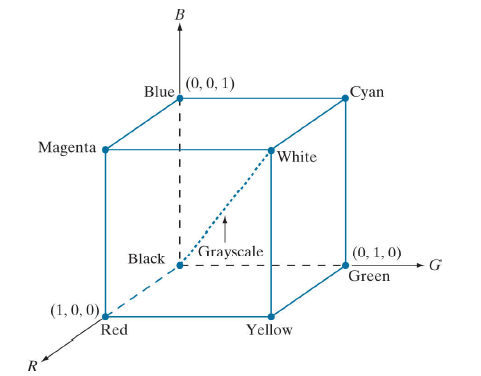 B
Blue (0, 0, 1)
Cyan
Magenta
White
Black
Grayscale
(0, 1, 0)
G
Green
(1, 0, 0)
Red
Yellow
R